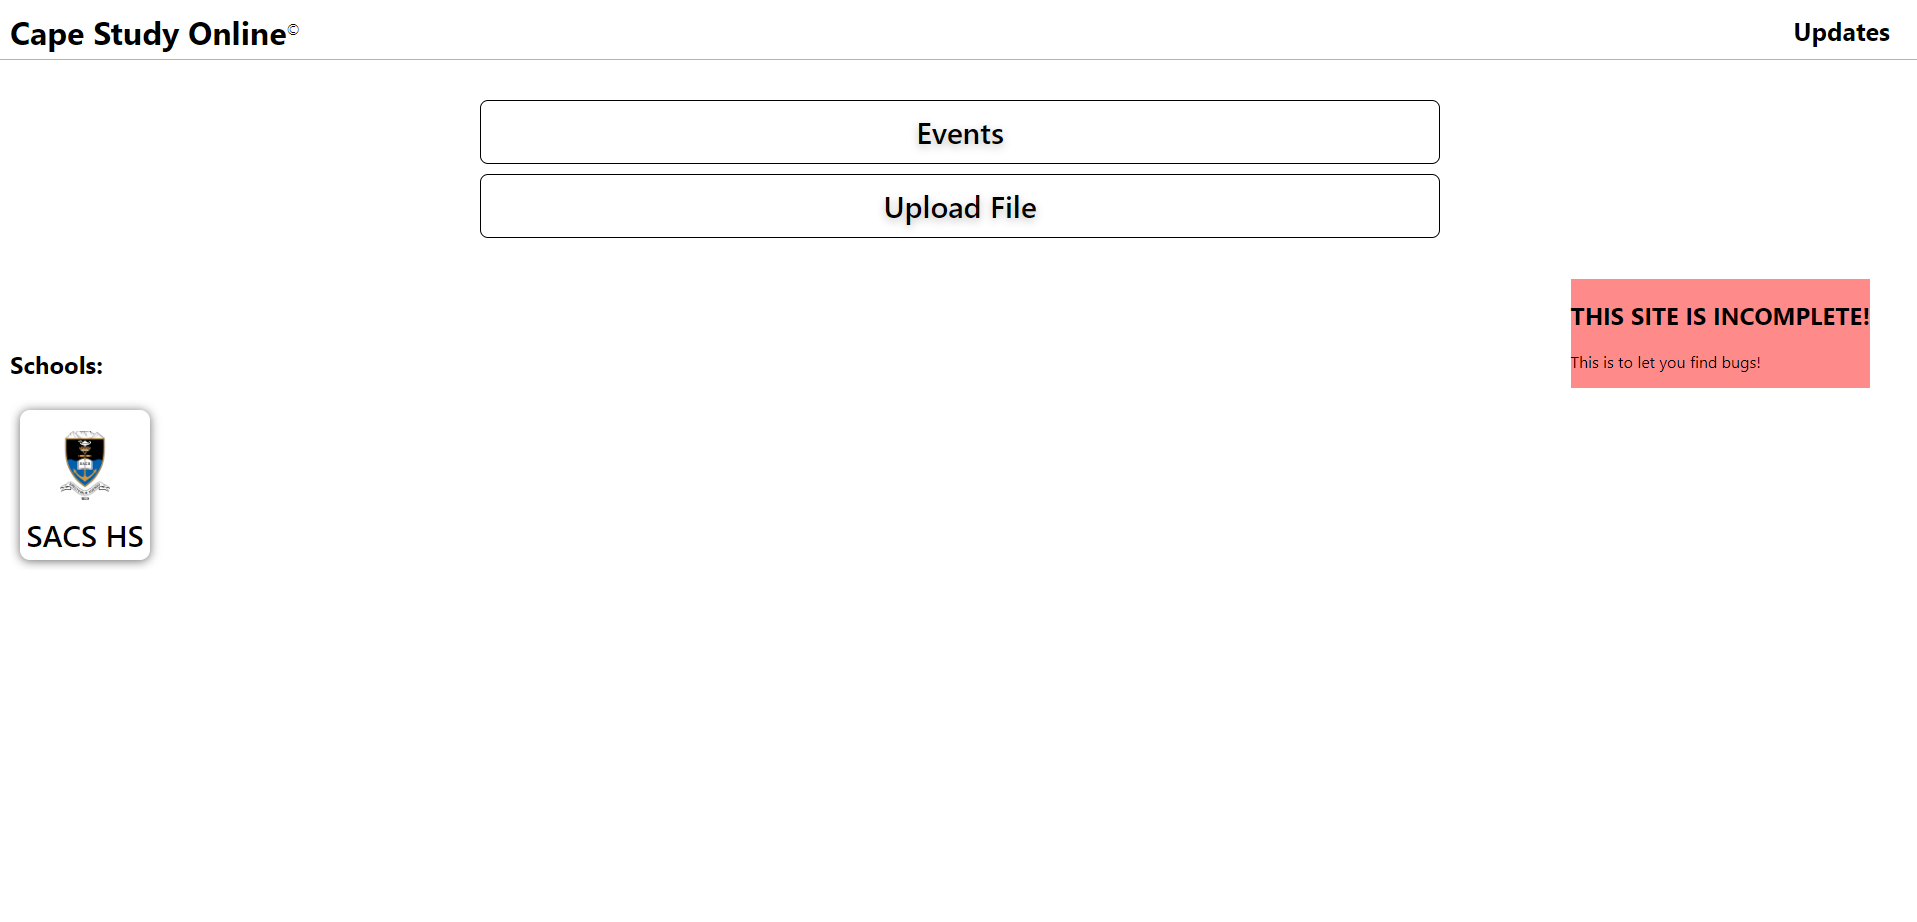 Cape Study Online©
Updates
Events
Upload File
THIS SITE IS INCOMPLETE!
This is to let you find bugs!
Schools:
SACS HS